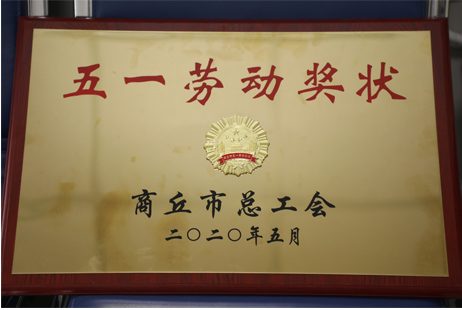 五一劳动奖状
商丘市总工会
二〇二〇年五月